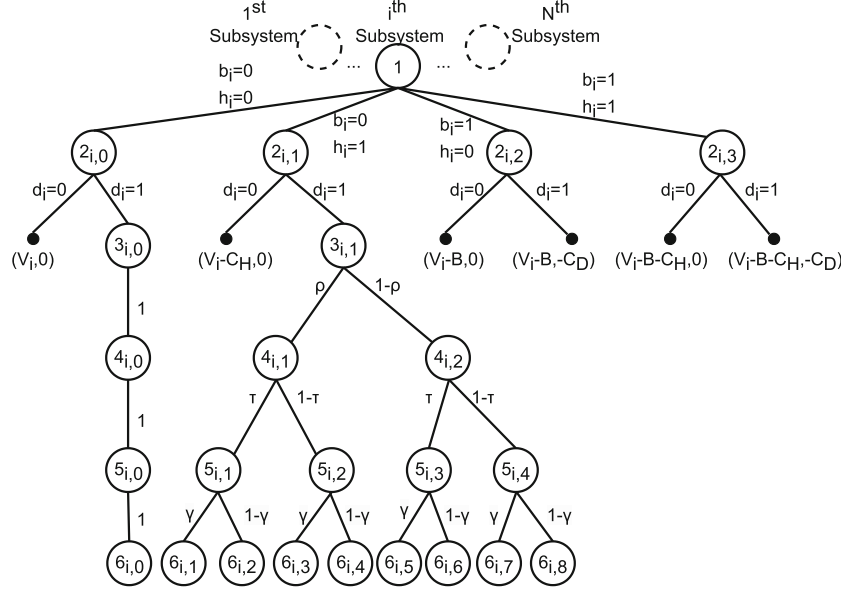 1st ith Nth
Subsystem Subsystem Subsystem
... 1 ...
bi=0 bi=0 bi=1 bi=1
hi=0 hi=1 hi=0 hi=1
2i,0 2i,1 2i,2 2i,3
di=0 di=1 di=0 di=1 di=0 di=1 di=0 di=1
3i,0 3i,1
(Vi,0) (Vi-CH,0) (Vi-B,0) (Vi-B,-CD) (Vi-B-CH,0) (Vi-B-CH,-CD)
1 ρ 1-ρ
4i,0 4i,1 4i,2
1 τ 1-τ τ 1-τ
5i,0 5i,1 5i,2 5i,3 5i,4
1 γ 1-γ γ 1-γ γ 1-γ γ 1-γ
6i,0 6i,1 6i,2 6i,3 6i,4 6i,5 6i,6 6i,7 6i,8